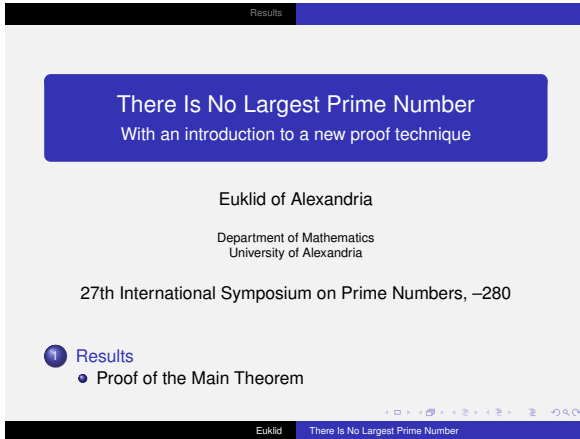 Results
There Is No Largest Prime Number
With an introduction to a new proof technique
Euklid of Alexandria
Department of Mathematics
University of Alexandria
27th International Symposium on Prime Numbers, –280
1 Results
Proof of the Main Theorem
Euklid There Is No Largest Prime Number